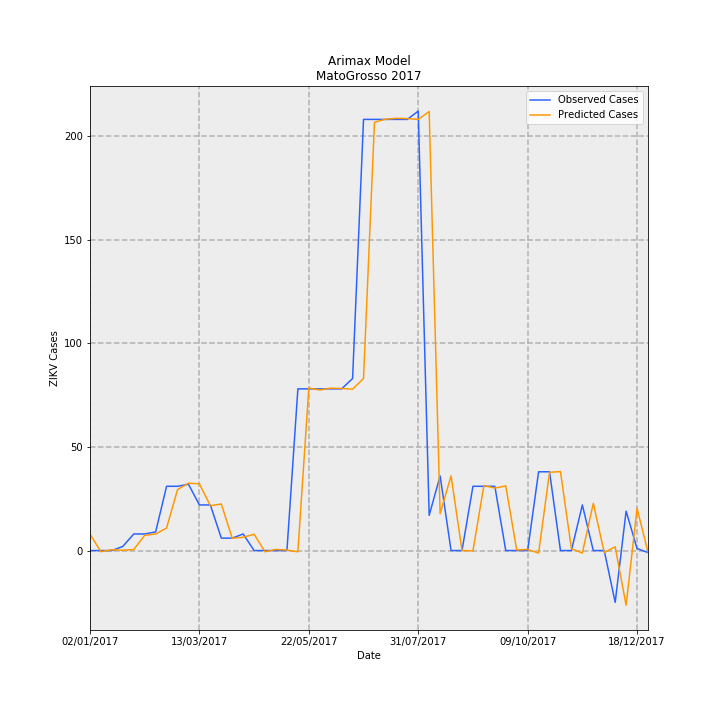 Arimax Model
MatoGrosso 2017
Observed Cases
Predicted Cases
200
150
100
50
0
ZIKV Cases
02/01/2017 13/03/2017 22/05/2017 31/07/2017 09/10/2017 18/12/2017
Date